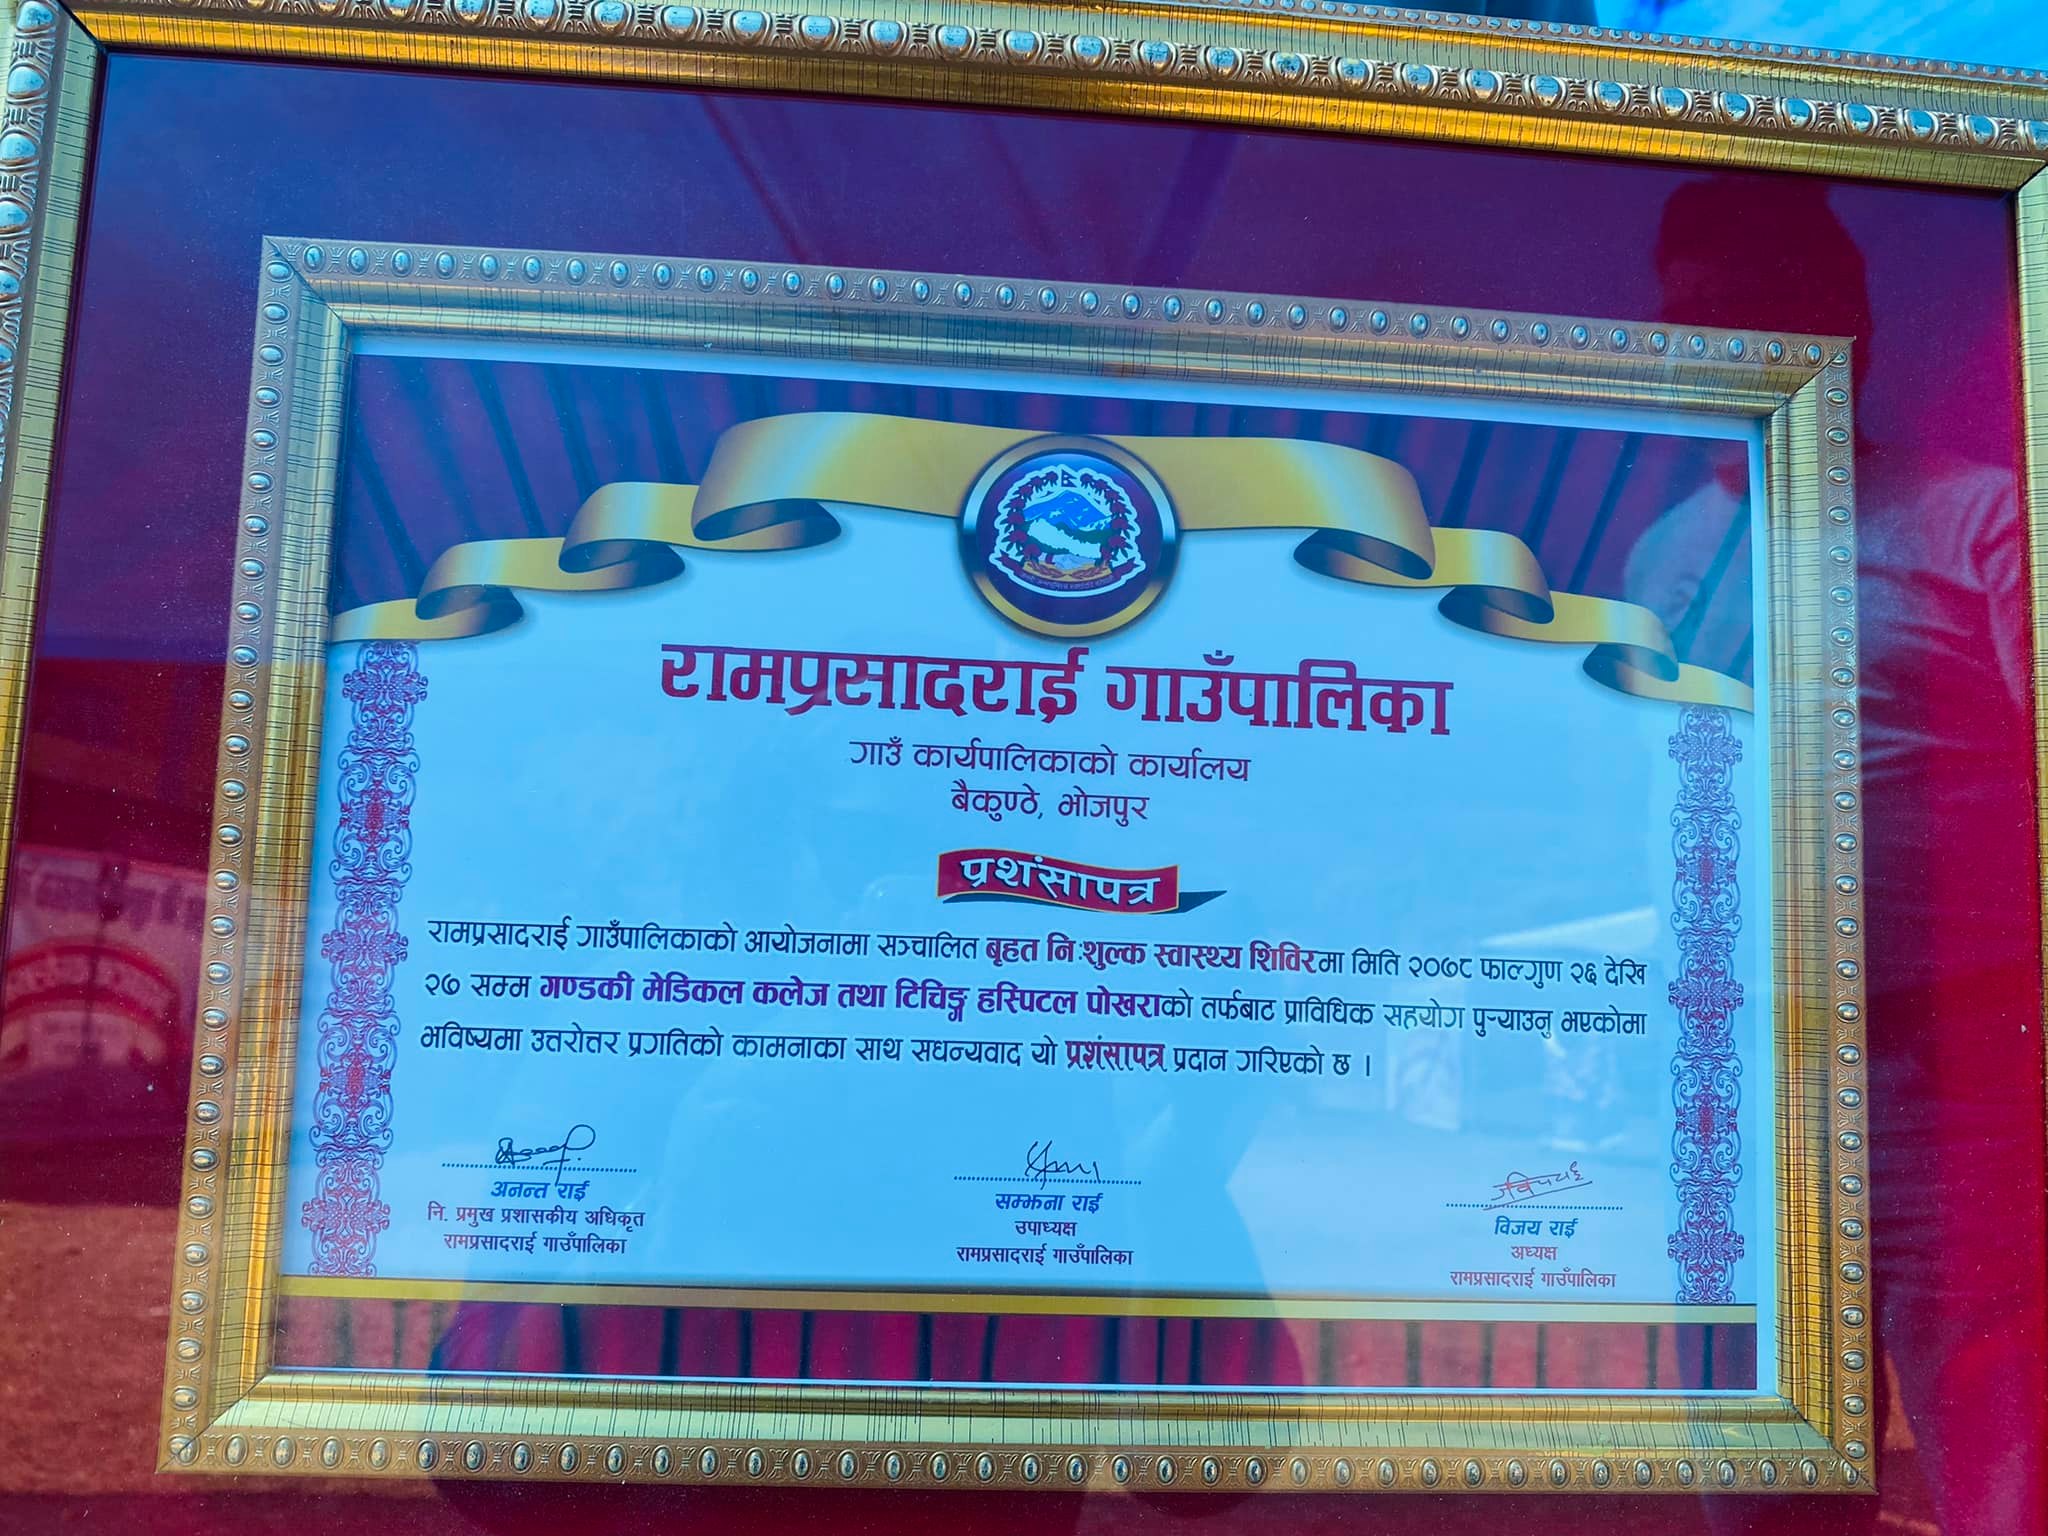 रामप्रसादराई गाउँपालिका
गाउँ कार्यपालिकाको कार्यालय
बैकुण्ठे, भोजपुर
प्रशंसापत्र
रामप्रसादराई गाउँपालिकाको आयोजनामा सञ्चालित बृहत निःशुल्क स्वास्थ्य शिविरमा मिति २०७८ फाल्गुण २६ देखि
२७ सम्म गण्डकी मेडिकल कलेज तथा टिचिङ्ग हस्पिटल पोखराको तर्फबाट प्राविधिक सहयोग पुऱ्याउनु भएकोमा
भविष्यमा उत्तरोत्तर प्रगतिको कामनाका साथ सधन्यवाद यो प्रशंसापत्र प्रदान गरिएको छ ।
अनन्त राई
नि. प्रमुख प्रशासकीय अधिकृत
रामप्रसादराई गाउँपालिका
सम्झना राई
उपाध्यक्ष
रामप्रसादराई गाउँपालिका
विजय राई
अध्यक्ष
रामप्रसादराई गाउँपालिका